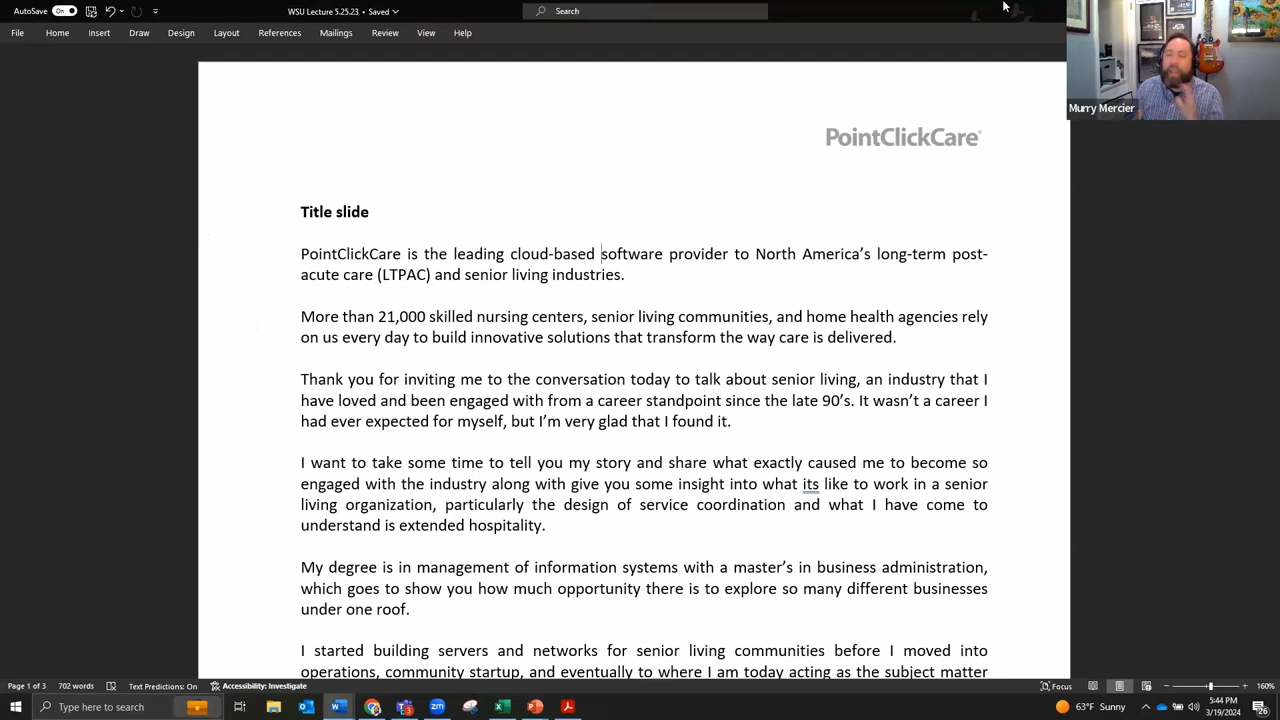 AutoSave On WSU Lecture 5.25.23 • Saved Search
File Home Insert Draw Design Layout References Mailings Review View Help
Murry Mercier
PointClickCare
Title slide
PointClickCare is the leading cloud-based software provider to North America's long-term post-
acute care (LTPAC) and senior living industries.
More than 21,000 skilled nursing centers, senior living communities, and home health agencies rely
on us every day to build innovative solutions that transform the way care is delivered.
Thank you for inviting me to the conversation today to talk about senior living, an industry that I
have loved and been engaged with from a career standpoint since the late 90's. It wasn't a career I
had ever expected for myself, but I'm very glad that I found it.
I want to take some time to tell you my story and share what exactly caused me to become so
engaged with the industry along with give you some insight into what its like to work in a senior
living organization, particularly the design of service coordination and what I have come to
understand is extended hospitality.
My degree is in management of information systems with a master's in business administration,
which goes to show you how much opportunity there is to explore so many different businesses
under one roof.
I started building servers and networks for senior living communities before I moved into
operations, community startup, and eventually to where I am today acting as the subject matter
Page 1 of 3 702 words Text Predictions: On Accessibility: Investigate Focus 160%
Type here to search 63°F Sunny 5:44 PM
3/19/2024 26